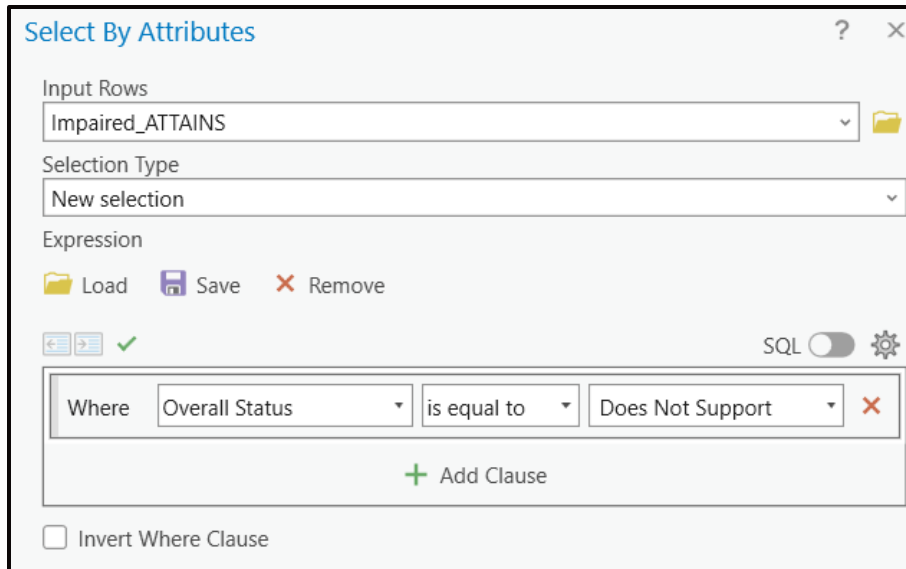 Select By Attributes ? ×
Input Rows
Impaired_ATTAINS
Selection Type
New selection
Expression
Load Save Remove
SQL
Where Overall Status is equal to Does Not Support
Add Clause
Invert Where Clause